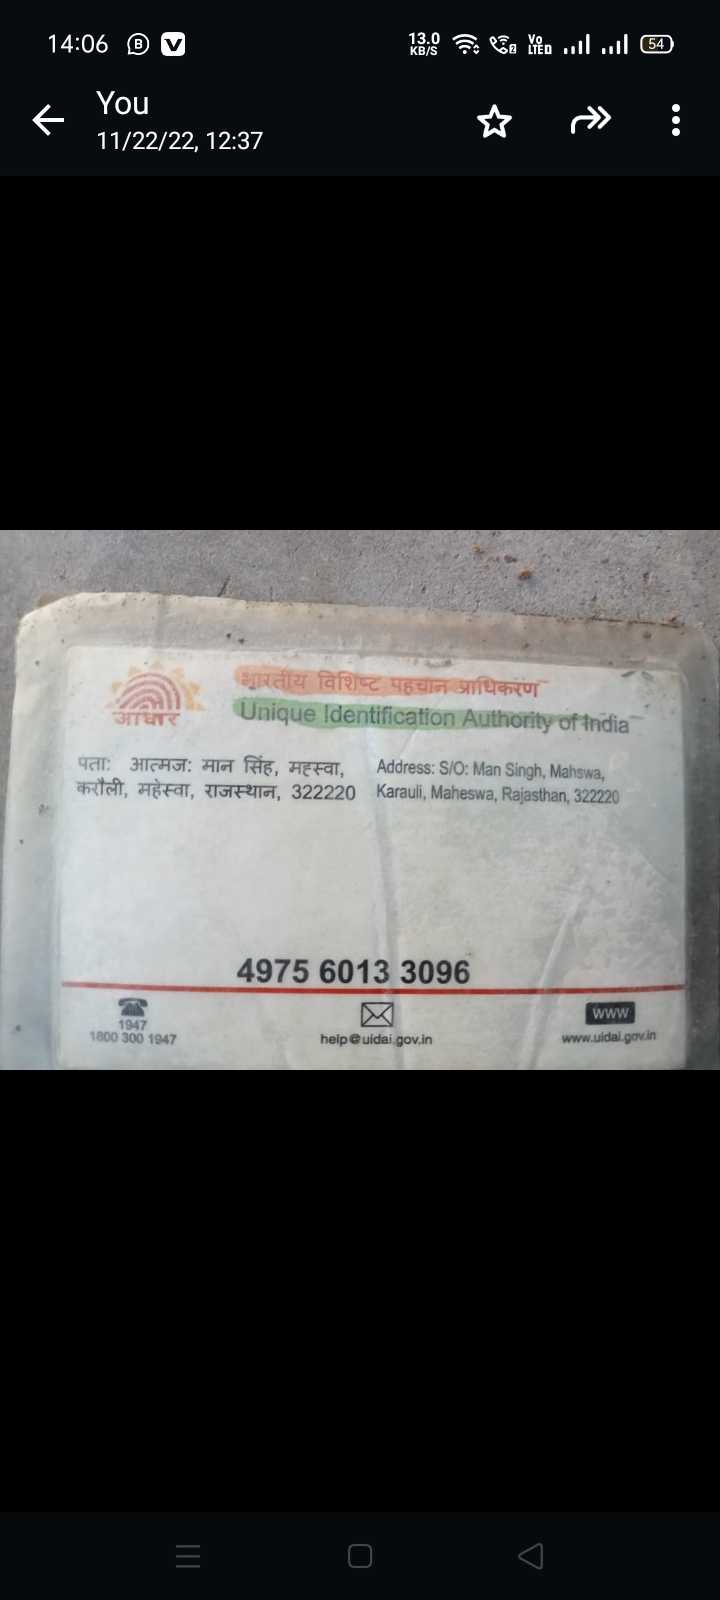 14:06
13.0 KB/S
Vo LTE
54
You
11/22/22, 12:37
भारतीय विशिष्ट पहचान प्राधिकरण
Unique Identification Authority of India
आधार
पता: आत्मज: मान सिंह, मह्स्वा,
करौली, महेस्वा, राजस्थान, 322220
Address: S/O: Man Singh, Mahswa,
Karauli, Maheswa, Rajasthan, 322220
4975 6013 3096
1947
1800 300 1947
help@uidai.gov.in
www
www.uidai.gov.in